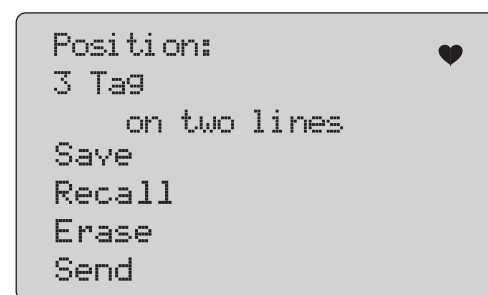 Position:
3 Tag
on two lines
Save
Recall
Erase
Send